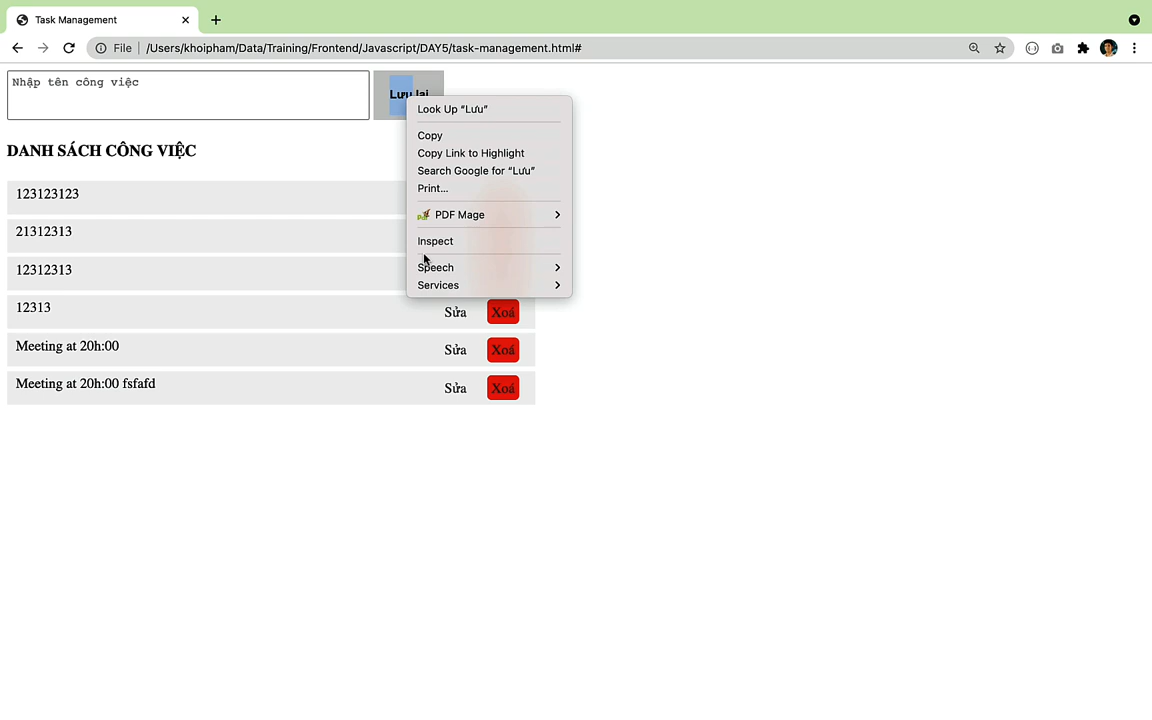 Task Management
File
/Users/khoipham/Data/Training/Frontend/Javascript/DAY5/task-management.html#
Nhập tên công việc
Lưu lại
Look Up “Lưu”
Copy
Copy Link to Highlight
Search Google for “Lưu”
Print...
PDF Mage
Inspect
Speech
Services
DANH SÁCH CÔNG VIỆC
123123123
21312313
12312313
12313 Sửa Xoá
Meeting at 20h:00 Sửa Xoá
Meeting at 20h:00 fsfafd Sửa Xoá